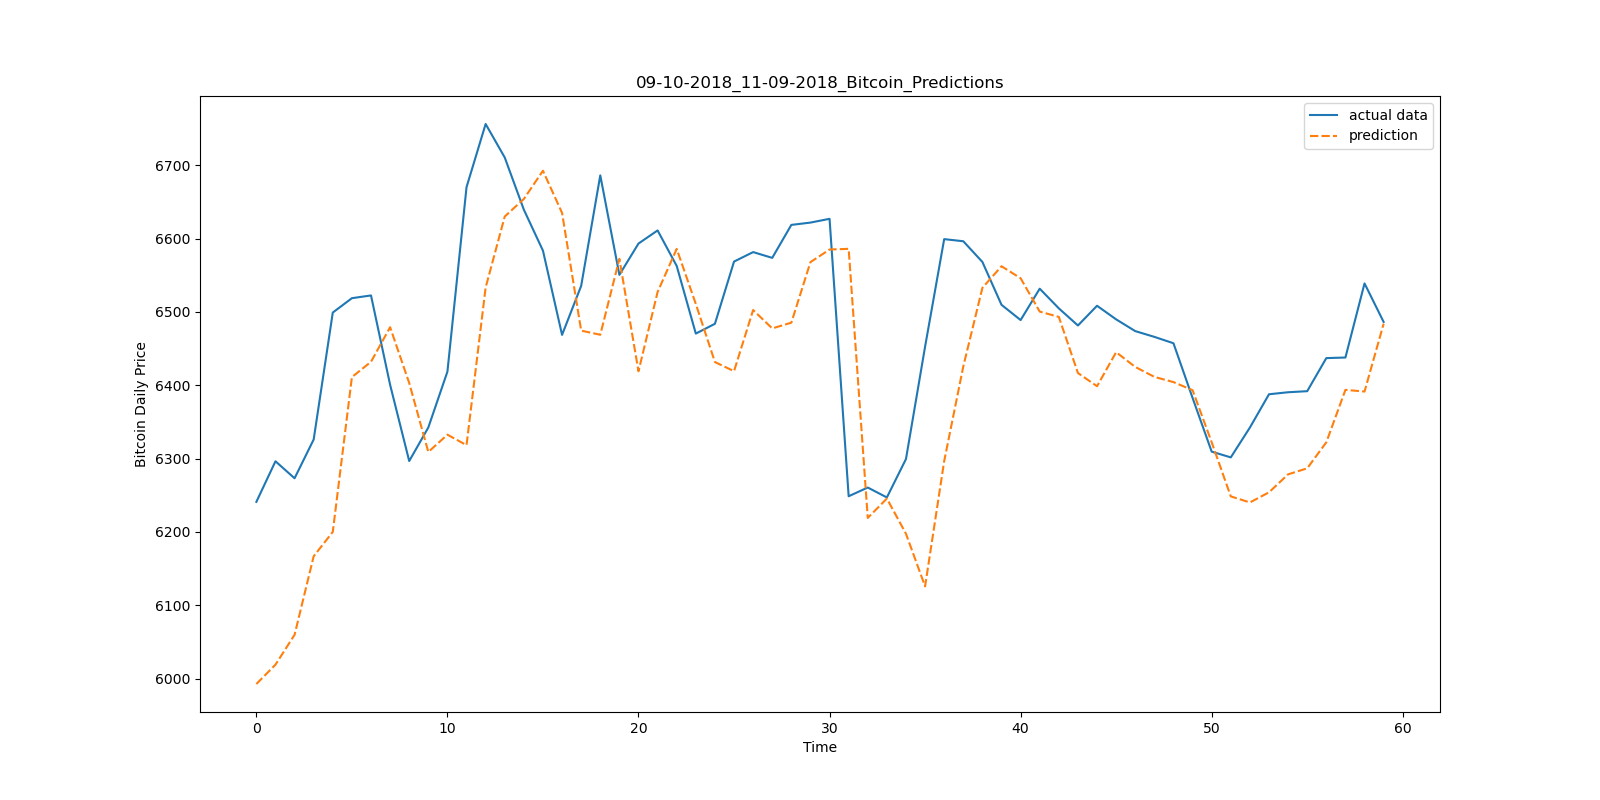 09-10-2018_11-09-2018_Bitcoin_Predictions
actual data
prediction
Bitcoin Daily Price
6700
6600
6500
6400
6300
6200
6100
6000
0 10 20 30 40 50 60
Time